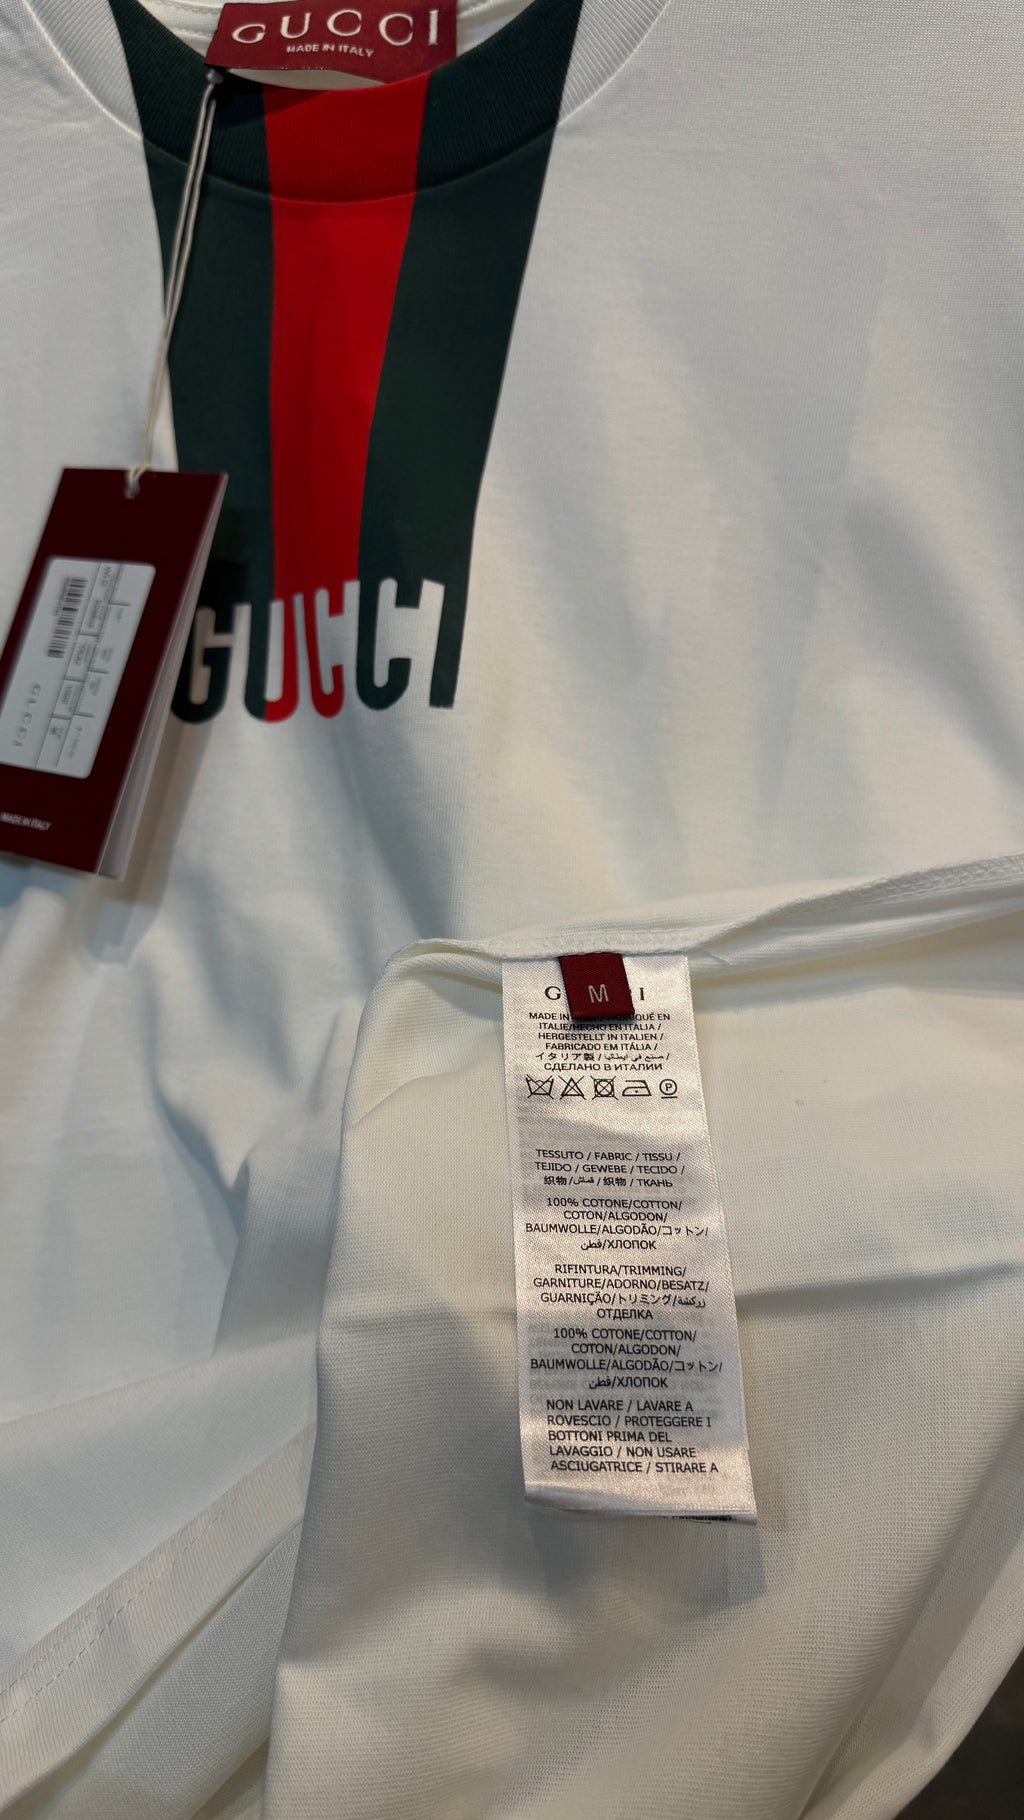 GUCCI
MADE IN ITALY
GUCCI
GUCCI
MADE IN ITALY
M
MADE IN
FABRIQUÉ EN
ITALIE/HECHO EN ITALIA /
HERGESTELLT IN ITALIEN /
FABRICADO EM ITÁLIA /
イタリア製 / صنع في ايطاليا /
СДЕЛАНО В ИТАЛИИ
P
TESSUTO / FABRIC / TISSU /
TEJIDO / GEWEBE / TECIDO /
织物 / قماش / 織物 / ТКАНЬ
100% COTONE/COTTON/
COTON/ALGODON/
BAUMWOLLE/ALGODÃO/コットン/
قطن/ХЛОПОК
RIFINITURA/TRIMMING/
GARNITURE/ADORNO/BESATZ/
GUARNIÇÃO/トリミング/زركشة/
ОТДЕЛКА
100% COTONE/COTTON/
COTON/ALGODON/
BAUMWOLLE/ALGODÃO/コットン/
قطن/ХЛОПОК
NON LAVARE / LAVARE A
ROVESCIO / PROTEGGERE I
BOTTONI PRIMA DEL
LAVAGGIO / NON USARE
ASCIUGATRICE / STIRARE A